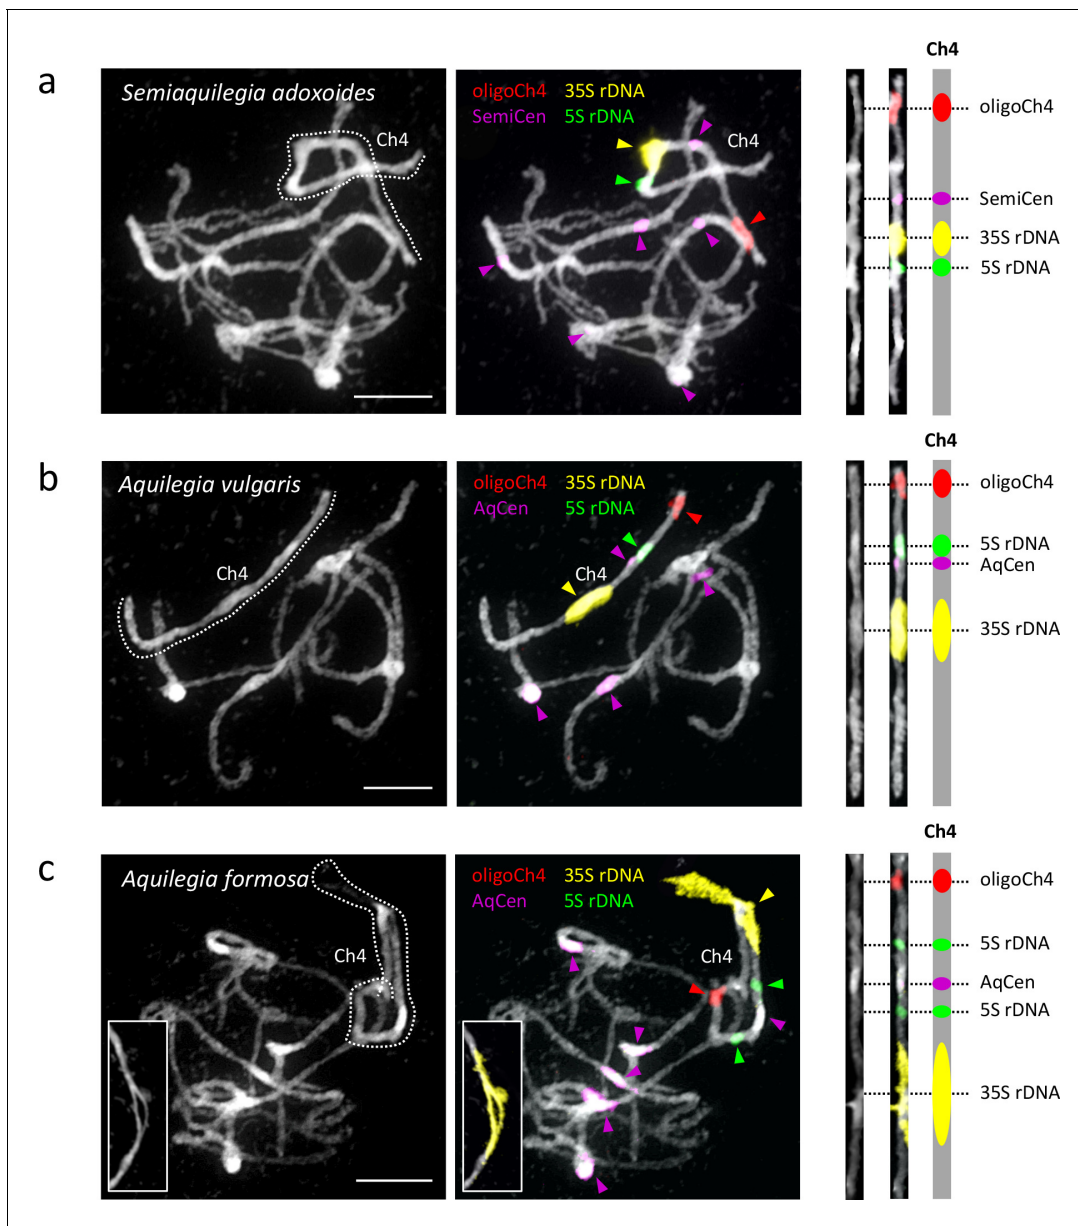 a
Semiaquilegia adoxoides
Ch4
oligoCh4 35S rDNA
SemiCen 5S rDNA
Ch4
Ch4
oligoCh4
SemiCen
35S rDNA
5S rDNA
b
Aquilegia vulgaris
Ch4
oligoCh4 35S rDNA
AqCen 5S rDNA
Ch4
Ch4
oligoCh4
5S rDNA
AqCen
35S rDNA
c
Aquilegia formosa
Ch4
oligoCh4 35S rDNA
AqCen 5S rDNA
Ch4
Ch4
oligoCh4
5S rDNA
AqCen
5S rDNA
35S rDNA